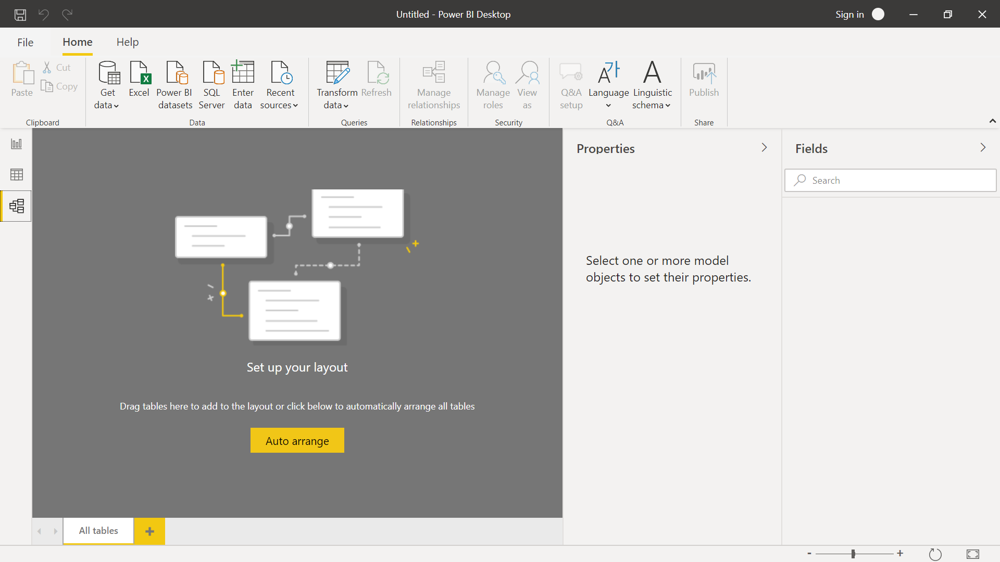 Untitled - Power BI Desktop
Sign in
File
Home
Help
Paste
Cut
Copy
Clipboard
Get
data
Excel
Power BI
datasets
SQL
Server
Enter
data
Recent
sources
Data
Transform
data
Refresh
Queries
Manage
relationships
Relationships
Manage
roles
View
as
Security
Q&A
setup
Language
Linguistic
schema
Q&A
Publish
Share
Set up your layout
Drag tables here to add to the layout or click below to automatically arrange all tables
Auto arrange
All tables
Properties
Select one or more model
objects to set their properties.
Fields
Search